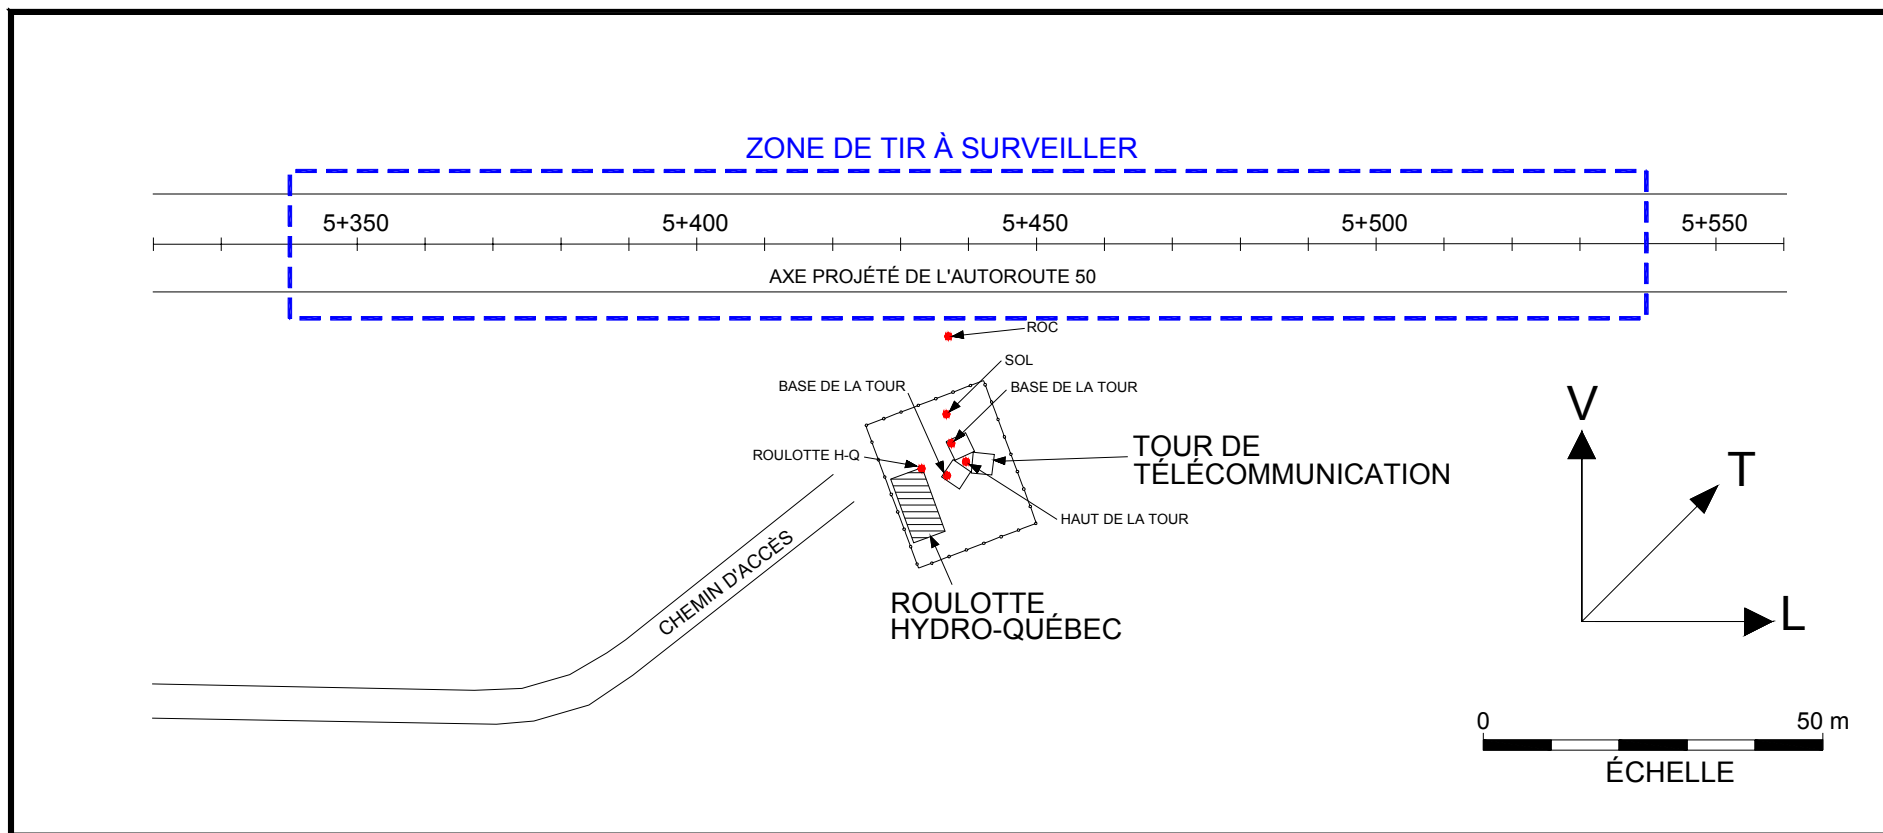 ZONE DE TIR À SURVEILLER
5+350
5+400
5+450
5+500
5+550
AXE PROJÉTÉ DE L'AUTOROUTE 50
ROC
SOL
BASE DE LA TOUR
BASE DE LA TOUR
ROULOTTE H-Q
TOUR DE
TÉLÉCOMMUNICATION
HAUT DE LA TOUR
CHEMIN D'ACCÈS
ROULOTTE
HYDRO-QUÉBEC
V
T
L
0
50 m
ÉCHELLE